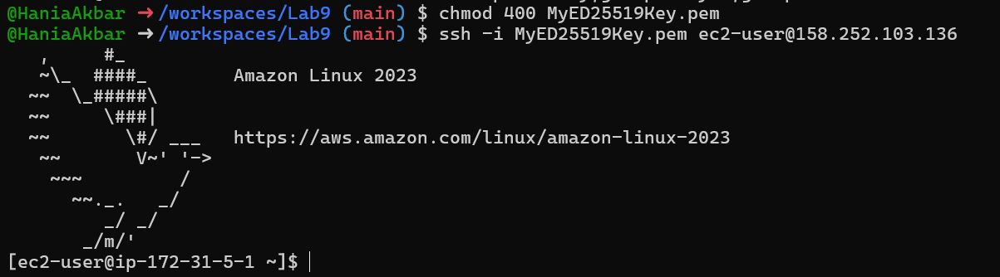 @HaniaAkbar ➜ /workspaces/Lab9 (main) $ chmod 400 MyED25519Key.pem
@HaniaAkbar ➜ /workspaces/Lab9 (main) $ ssh -i MyED25519Key.pem ec2-user@158.252.103.136
   ,     #_
   ~\_  ####_        Amazon Linux 2023
  ~~  \_#####\
  ~~     \###|
  ~~       \#/ ___   https://aws.amazon.com/linux/amazon-linux-2023
   ~~       V~' '->
    ~~~         /
      ~~._.   _/
         _/ _/
       _/m/'
[ec2-user@ip-172-31-5-1 ~]$